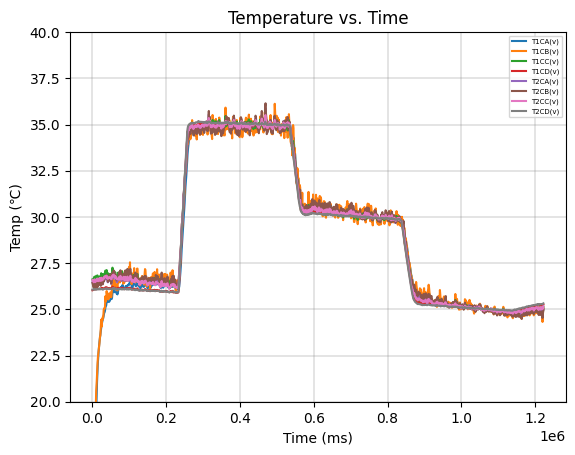 Temperature vs. Time
40.0
37.5
35.0
32.5
30.0
27.5
25.0
22.5
20.0
Temp (℃)
T1CA(v)
T1CB(v)
T1CC(v)
T1CD(v)
T2CA(v)
T2CB(v)
T2CC(v)
T2CD(v)
0.0 0.2 0.4 0.6 0.8 1.0 1.2
1e6
Time (ms)